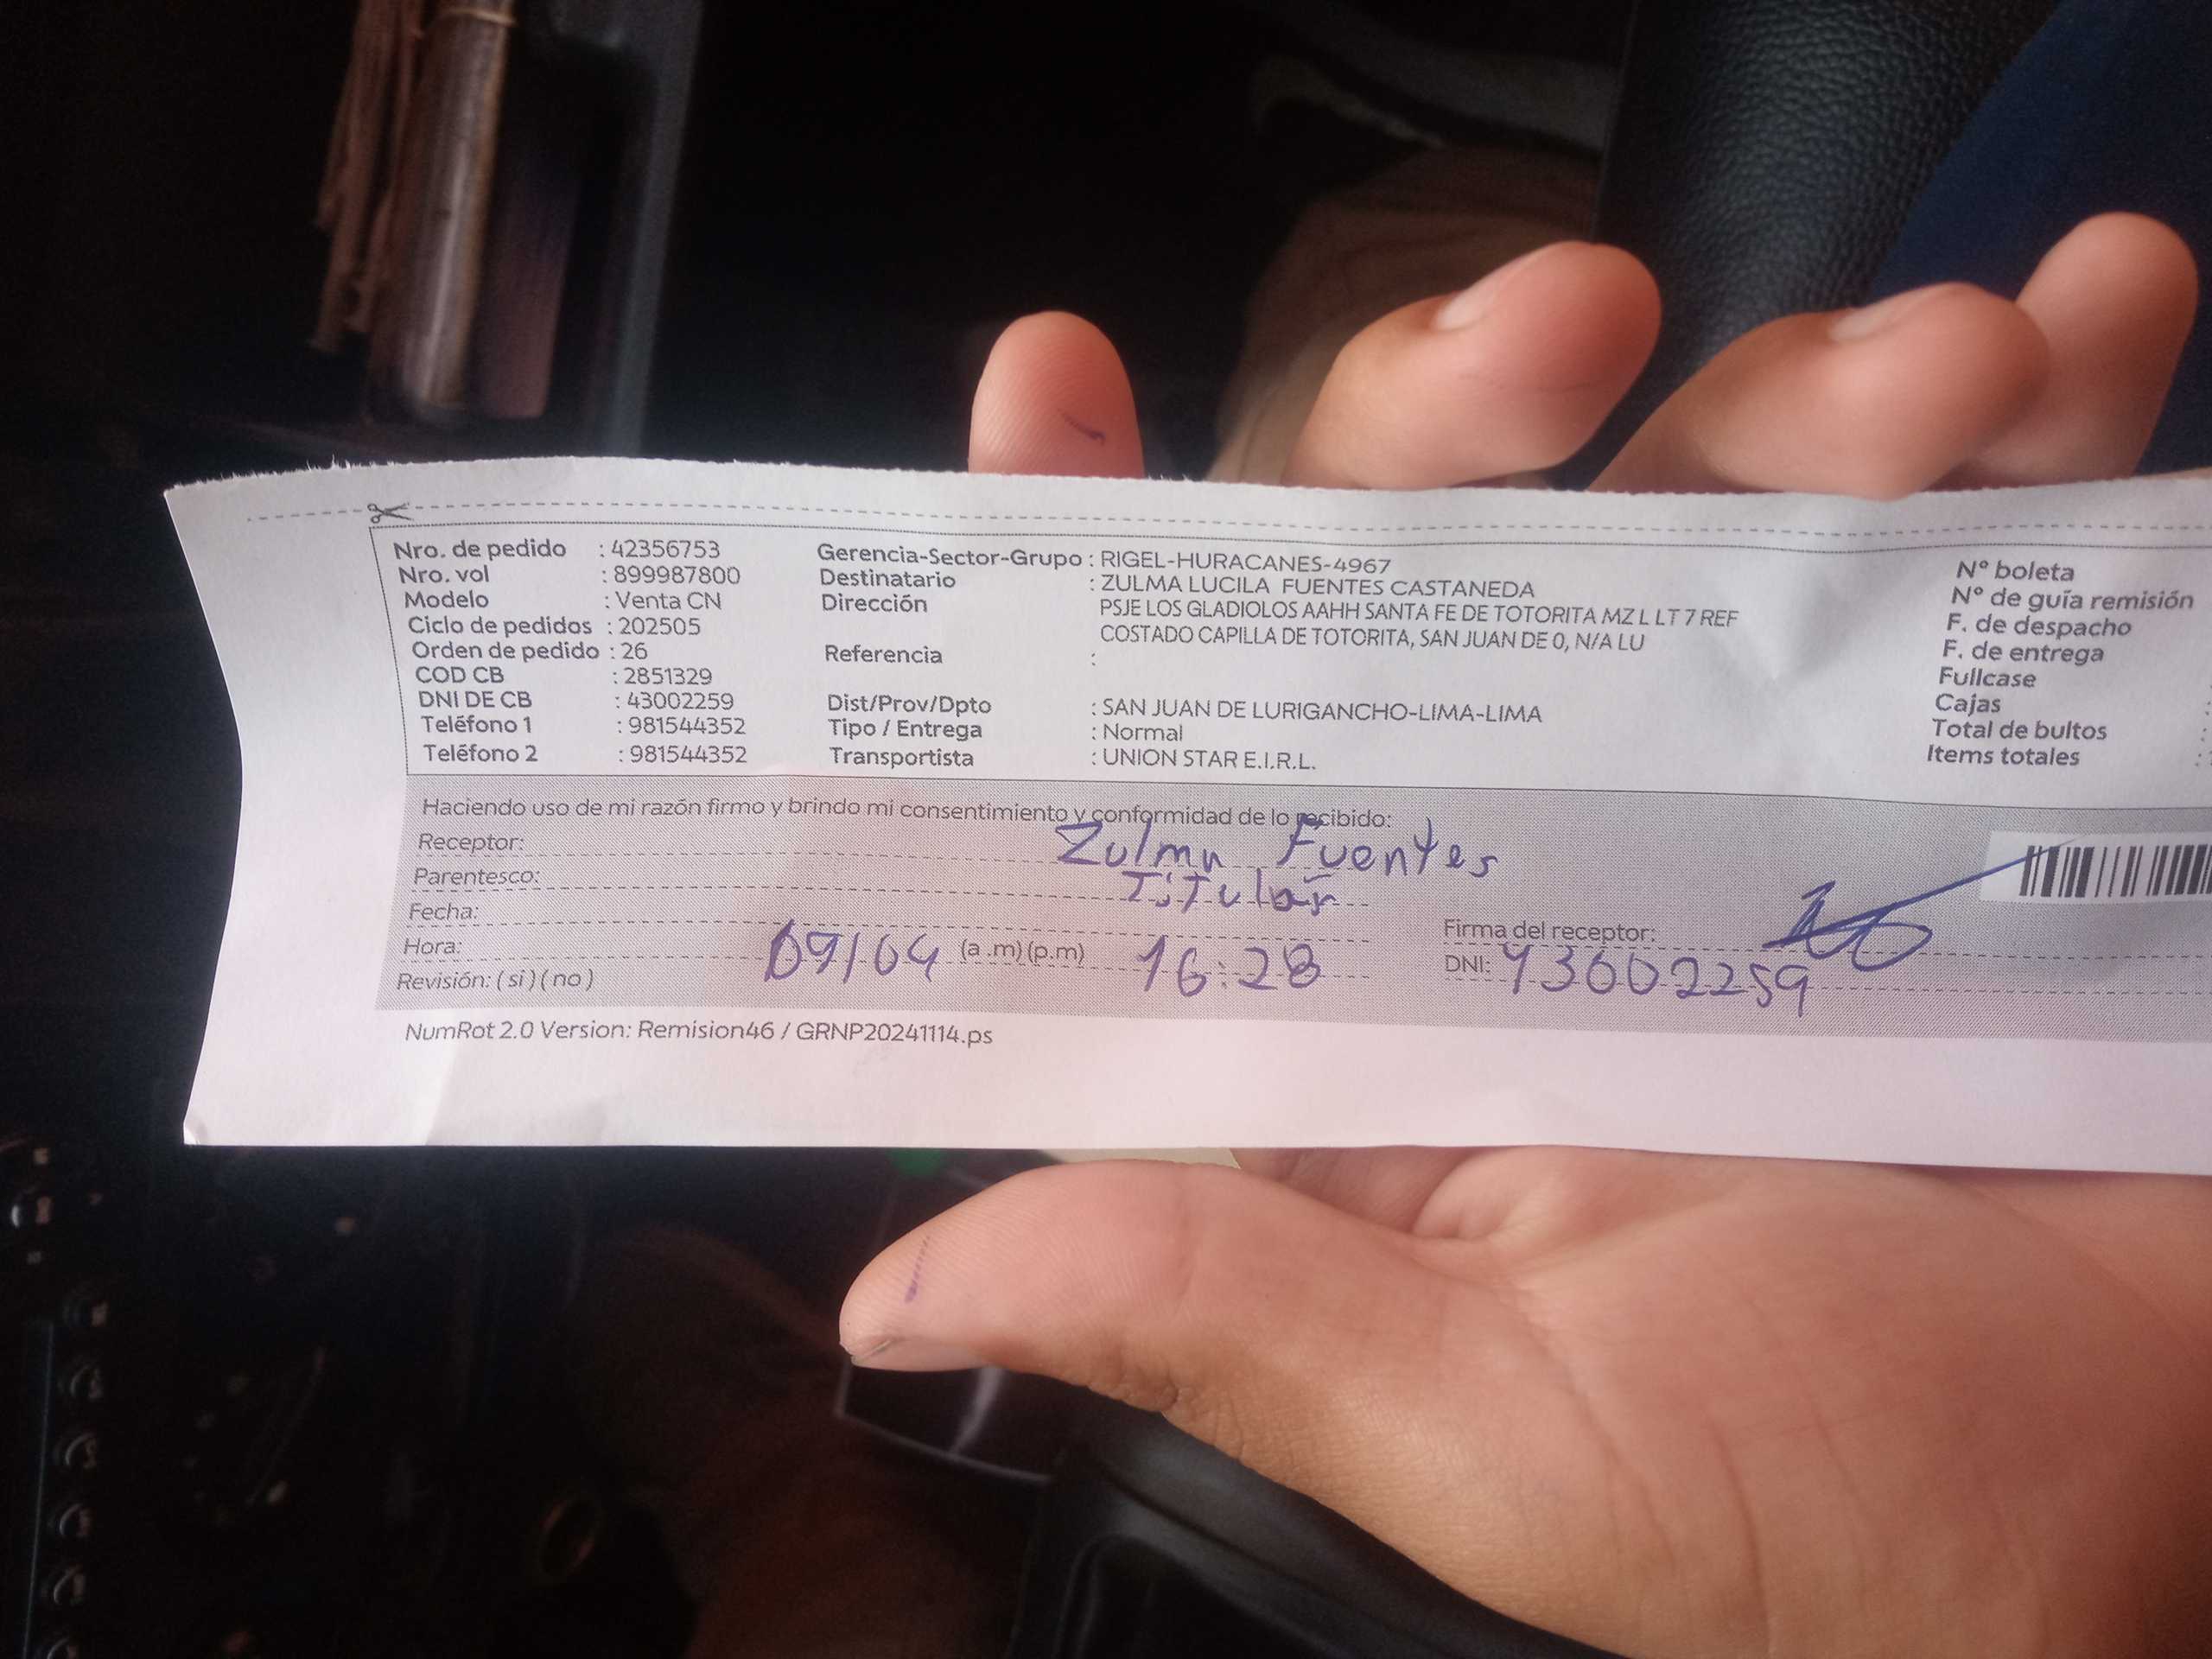 Nro. de pedido : 42356753
Nro. vol : 899987800
Modelo : Venta CN
Ciclo de pedidos : 202505
Orden de pedido : 26
COD CB : 2851329
DNI DE CB : 43002259
Teléfono 1 : 981544352
Teléfono 2 : 981544352
Gerencia-Sector-Grupo : RIGEL-HURACANES-4967
Destinatario : ZULMA LUCILA FUENTES CASTANEDA
Dirección PSJE LOS GLADIOLOS AAHH SANTA FE DE TOTORITA MZ L LT 7 REF
COSTADO CAPILLA DE TOTORITA, SAN JUAN DE 0, N/A LU
Referencia :
Dist/Prov/Dpto : SAN JUAN DE LURIGANCHO-LIMA-LIMA
Tipo / Entrega : Normal
Transportista : UNION STAR E.I.R.L.
N° boleta
N° de guía remisión
F. de despacho
F. de entrega
Fullcase
Cajas :
Total de bultos :
Items totales :
Haciendo uso de mi razón firmo y brindo mi consentimiento y conformidad de lo recibido:
Receptor: Zulma Fuentes
Parentesco: Titular
Fecha:
Hora: 09/04 (a .m) (p.m) 16:28
Revisión: ( si ) ( no )
Firma del receptor:
DNI: 43002259
NumRot 2.0 Version: Remision46 / GRNP20241114.ps